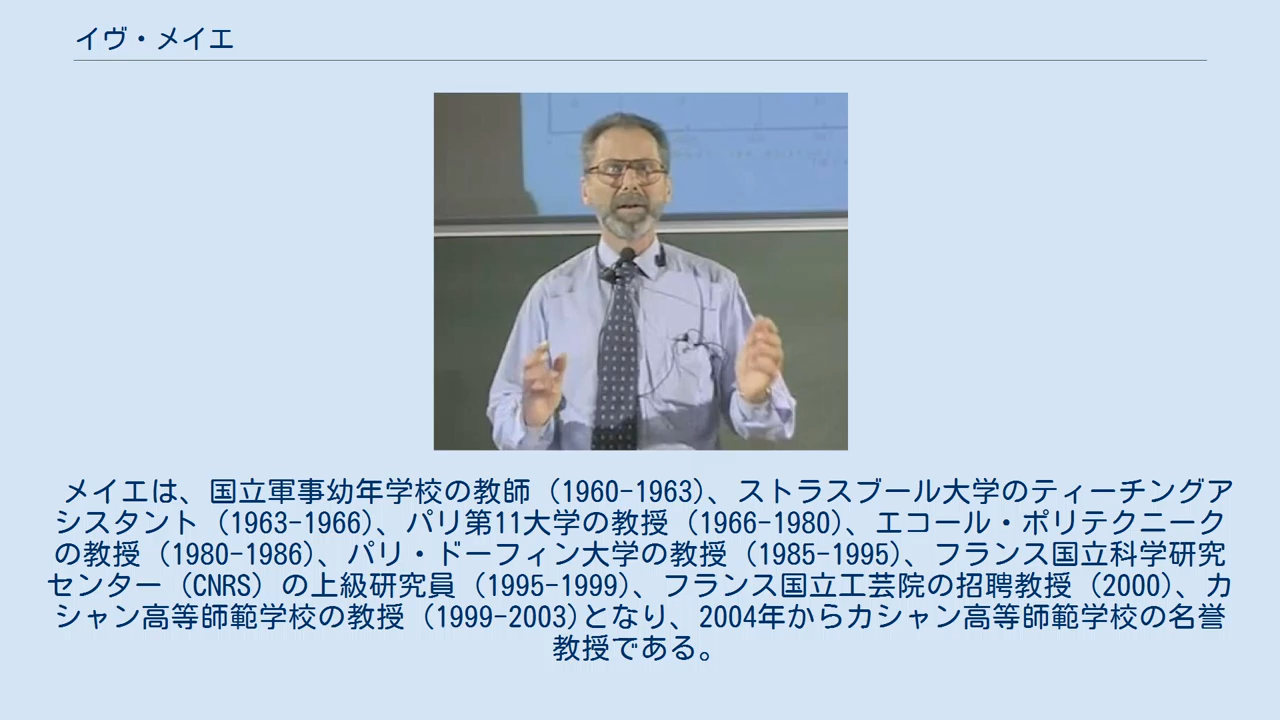 イヴ・メイエ
メイエは、国立軍事幼年学校の教師（1960-1963）、ストラスブール大学のティーチングア
シスタント（1963-1966）、パリ第11大学の教授（1966-1980）、エコール・ポリテクニーク
の教授（1980-1986）、パリ・ドーフィン大学の教授（1985-1995）、フランス国立科学研究
センター（CNRS）の上級研究員（1995-1999）、フランス国立工芸院の招聘教授（2000）、カ
シャン高等師範学校の教授（1999-2003）となり、2004年からカシャン高等師範学校の名誉
教授である。